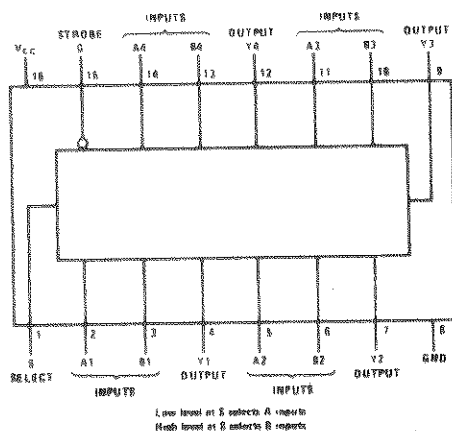 INPUTS INPUTS
STROBE OUTPUT OUTPUT
VCC G A4 B4 Y4 A3 B3 Y3
16 15 14 13 12 11 10 9
1 2 3 4 5 6 7 8
S A1 B1 Y1 A2 B2 Y2 GND
SELECT OUTPUT OUTPUT
INPUTS INPUTS
Low level at S selects A inputs
High level at S selects B inputs